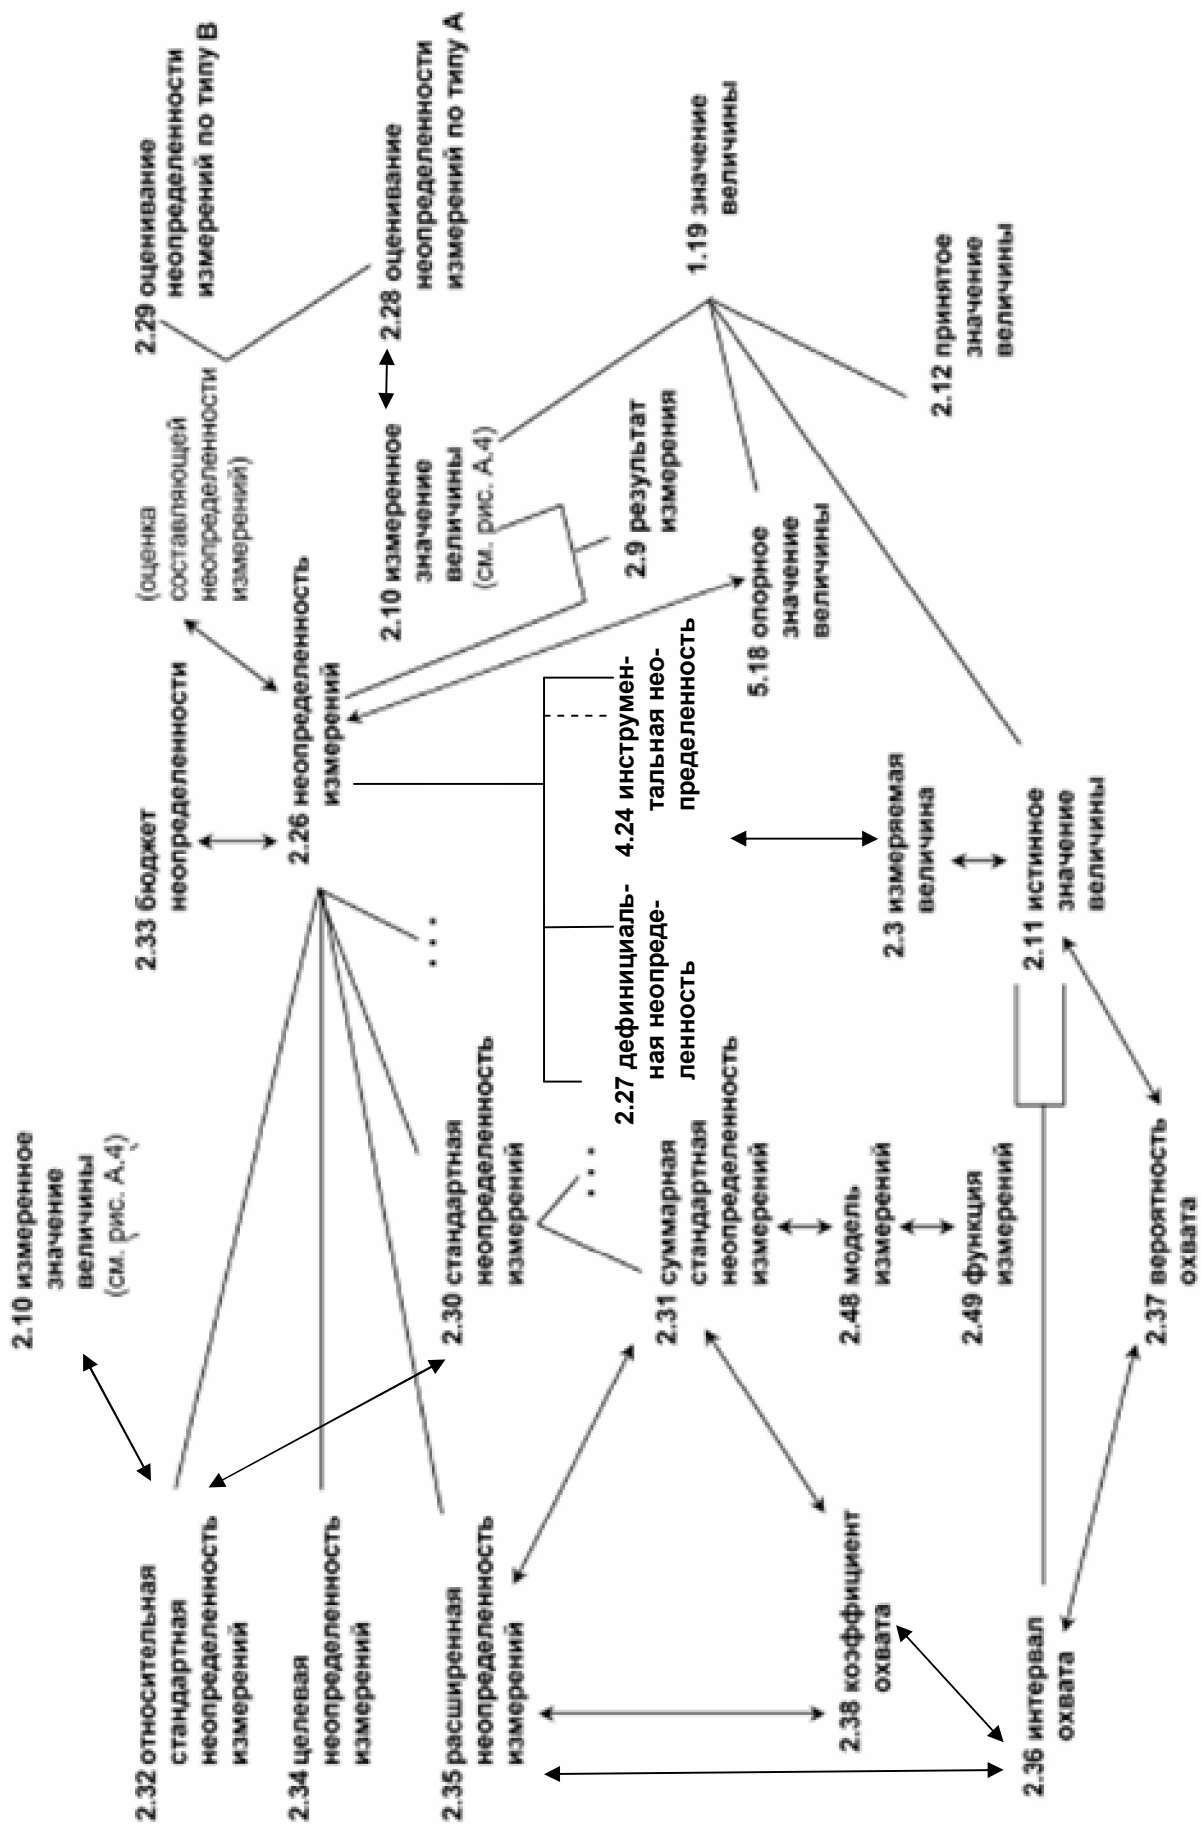 2.10 измеренное
значение
величины
(см. рис. А.4)
2.32 относительная
стандартная
неопределенность
измерений
2.33 бюджет
неопределенности
(оценка
составляющей
неопределенности
измерений)
2.29 оценивание
неопределенности
измерений по типу В
2.34 целевая
неопределенность
измерений
2.26 неопределенность
измерений
2.28 оценивание
неопределенности
измерений по типу А
2.10 измеренное
значение
величины
(см. рис. А.4)
2.35 расширенная
неопределенность
измерений
2.30 стандартная
неопределенность
измерений
...
...
2.27 дефинициаль-
ная неопреде-
ленность
4.24 инструмен-
тальная нео-
пределенность
2.9 результат
измерения
1.19 значение
величины
2.31 суммарная
стандартная
неопределенность
измерений
5.18 опорное
значение
величины
2.38 коэффициент
охвата
2.48 модель
измерений
2.3 измеряемая
величина
2.12 принятое
значение
величины
2.49 функция
измерений
2.36 интервал
охвата
2.11 истинное
значение
величины
2.37 вероятность
охвата